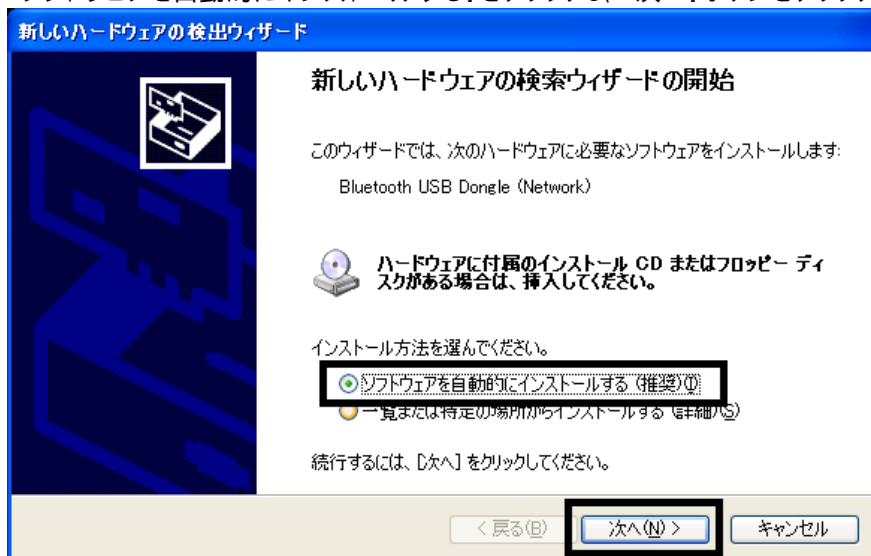 新しいハードウェアの検出ウィザード
新しいハードウェアの検索ウィザードの開始
このウィザードでは、次のハードウェアに必要なソフトウェアをインストールします:
Bluetooth USB Dongle (Network)
ハードウェアに付属のインストール CD またはフロッピー ディ
スクがある場合は、挿入してください。
インストール方法を選んでください。
ソフトウェアを自動的にインストールする (推奨)(I)
一覧または特定の場所からインストールする (詳細)(S)
続行するには、[次へ] をクリックしてください。
< 戻る(B)
次へ(N) >
キャンセル